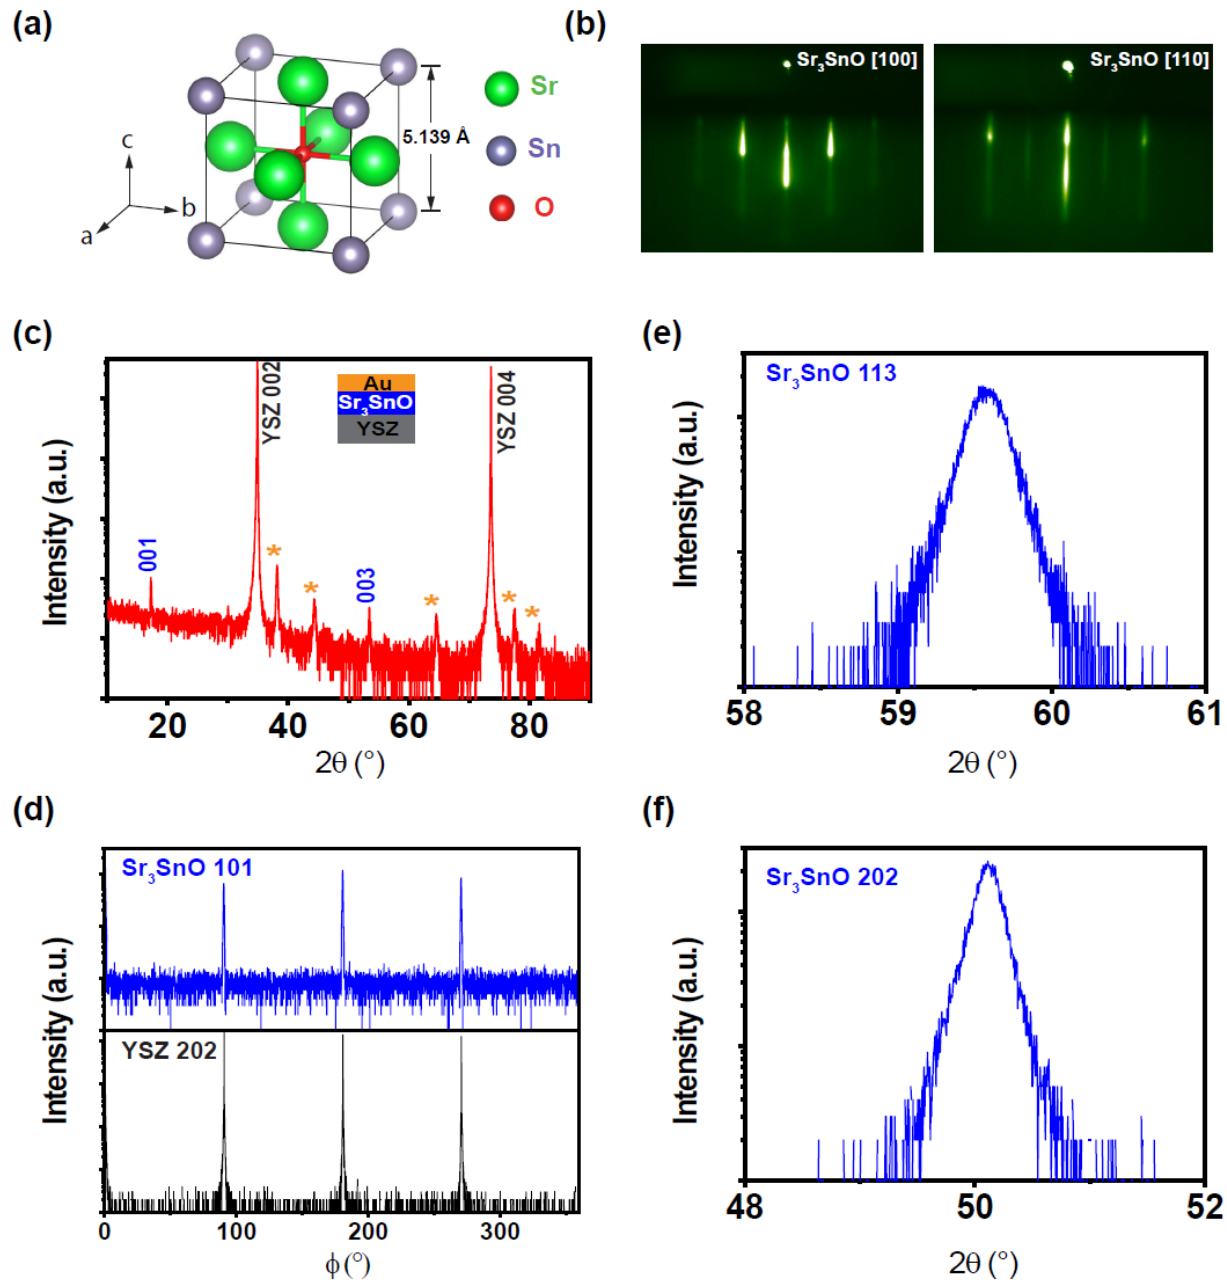 (a)
c
b
a
5.139 Å
Sr
Sn
O
(b)
Sr₃SnO [100]
Sr₃SnO [110]
(c)
Intensity (a.u.)
001
YSZ 002
*
*
003
*
YSZ 004
*
*
Au
Sr₃SnO
YSZ
20
40
60
80
2θ (°)
(e)
Sr₃SnO 113
Intensity (a.u.)
58
59
60
61
2θ (°)
(d)
Sr₃SnO 101
YSZ 202
Intensity (a.u.)
0
100
200
300
ϕ (°)
(f)
Sr₃SnO 202
Intensity (a.u.)
48
50
52
2θ (°)